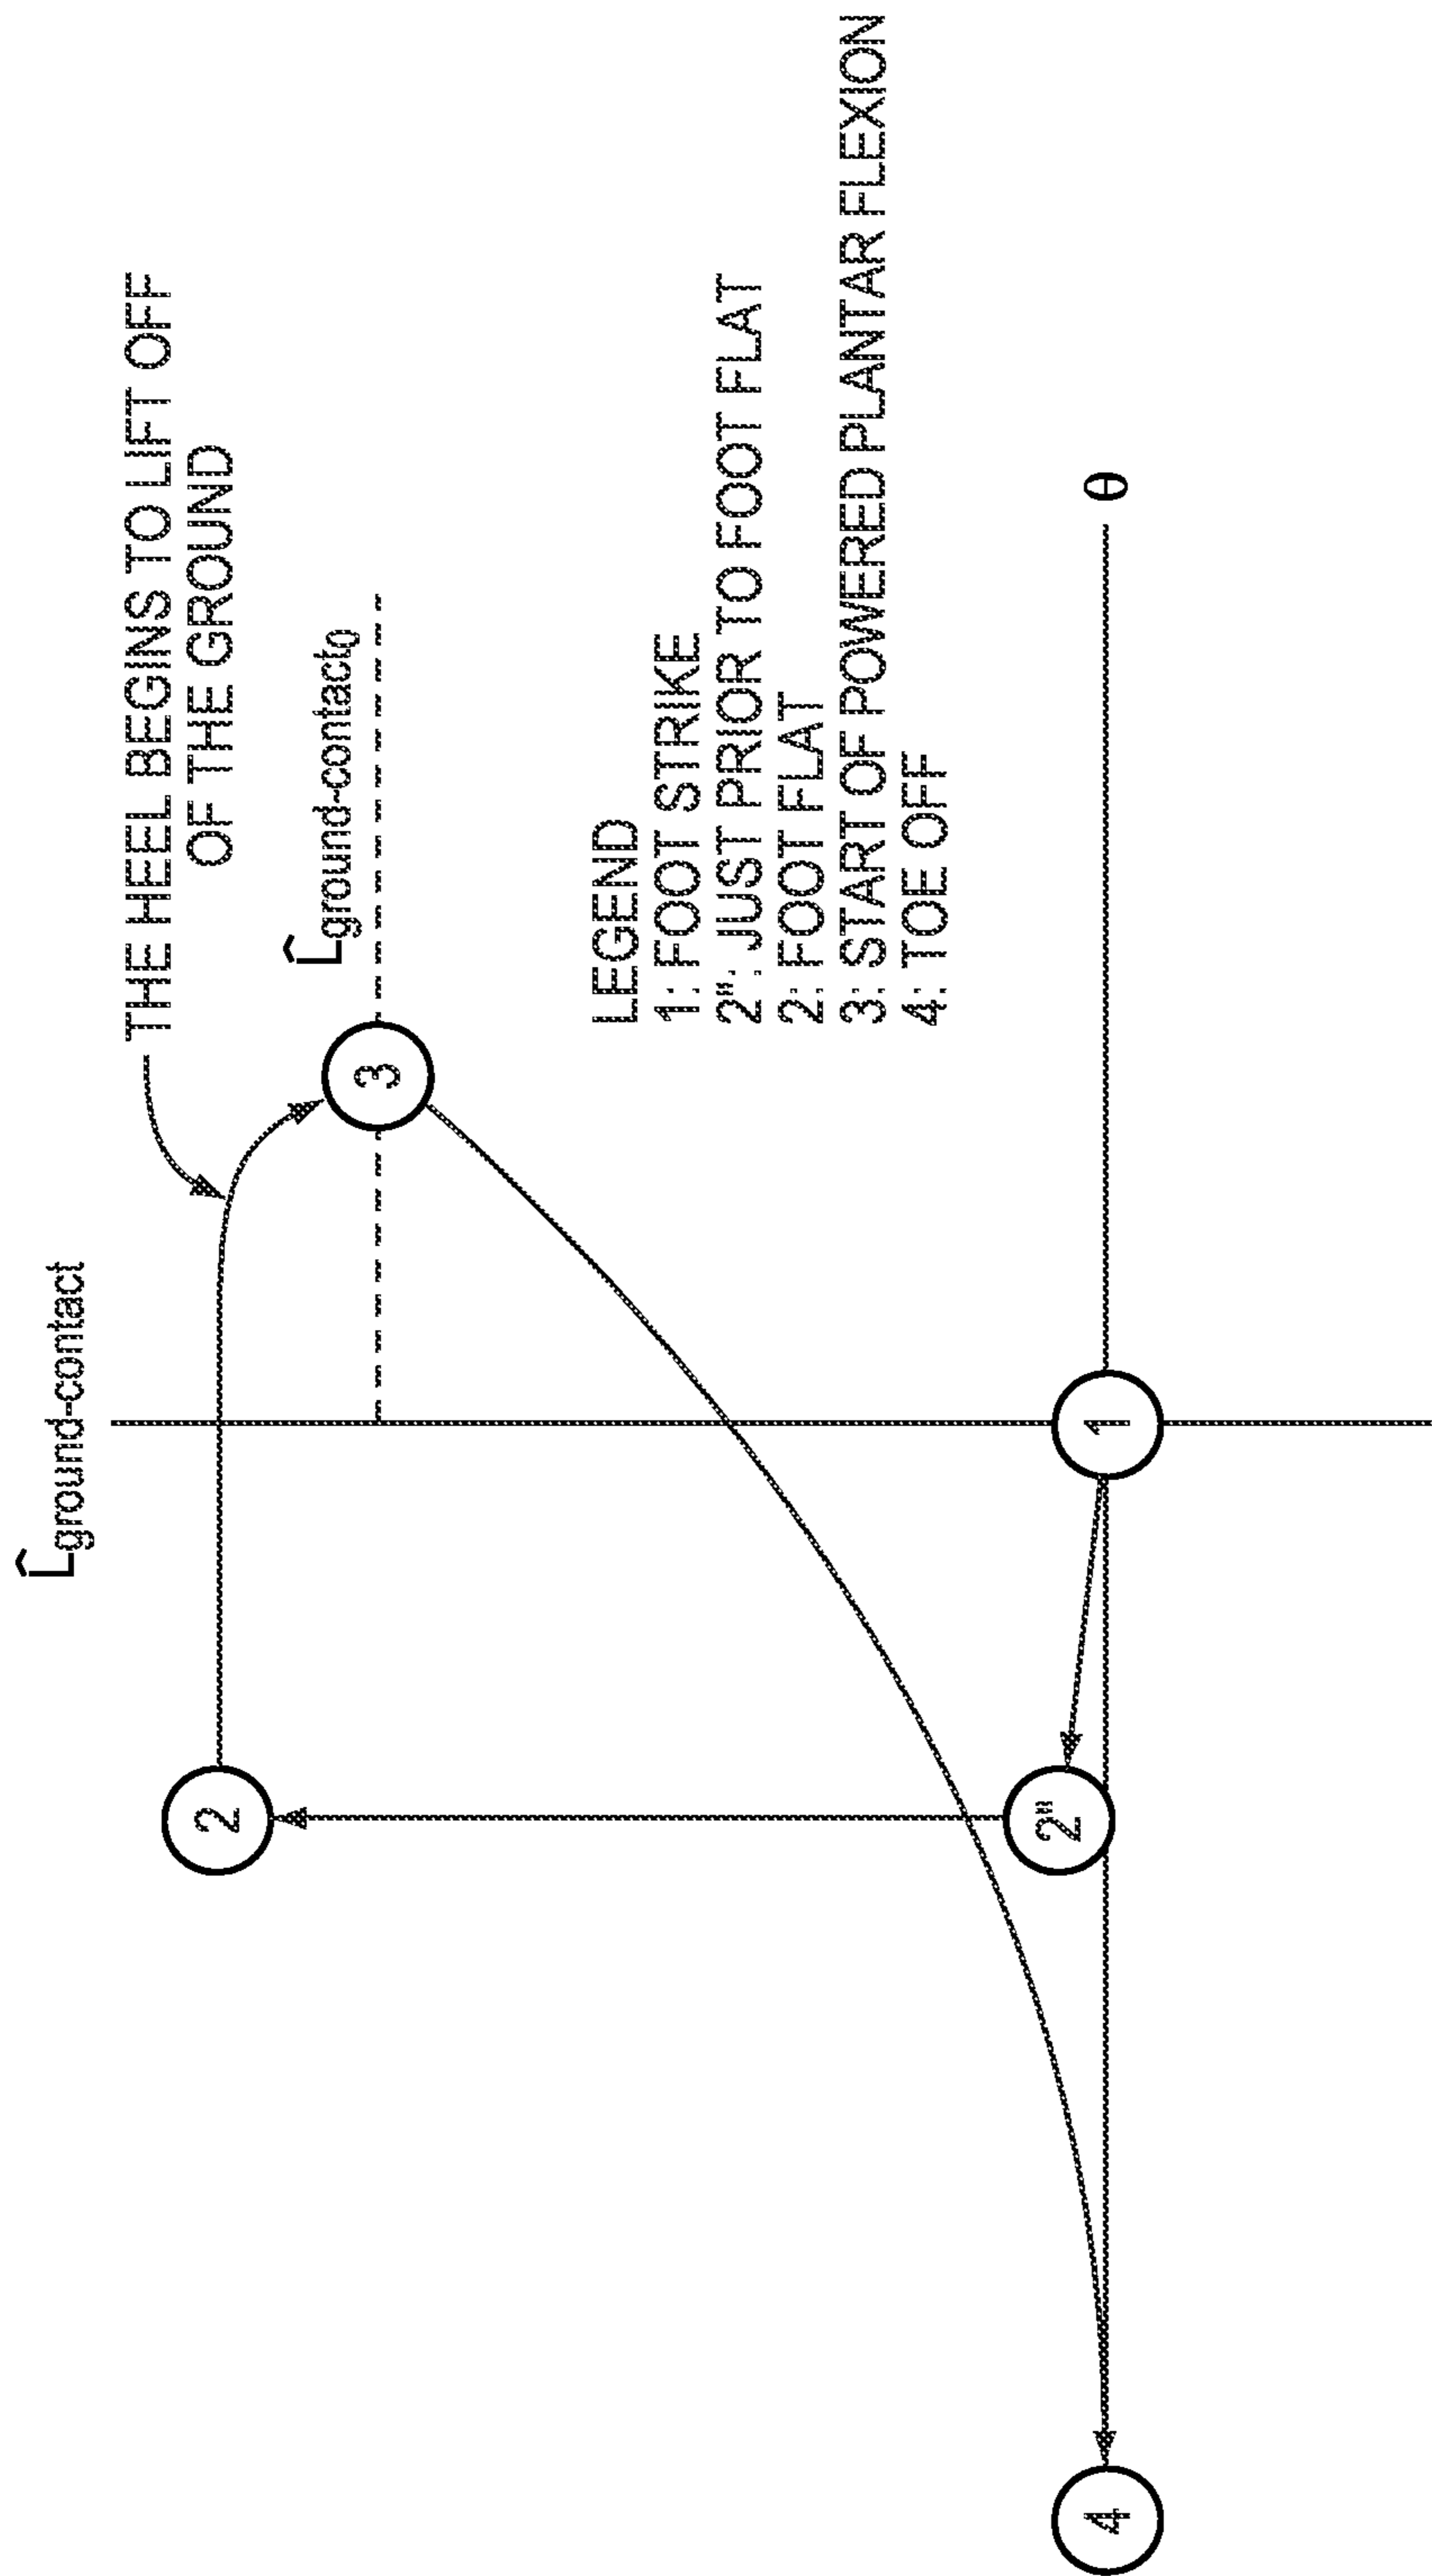 L̂ground-contact
THE HEEL BEGINS TO LIFT OFF
OF THE GROUND
L̂ground-contact0
2
3
LEGEND
1: FOOT STRIKE
2": JUST PRIOR TO FOOT FLAT
2: FOOT FLAT
3: START OF POWERED PLANTAR FLEXION
4: TOE OFF
2"
4
1
θ